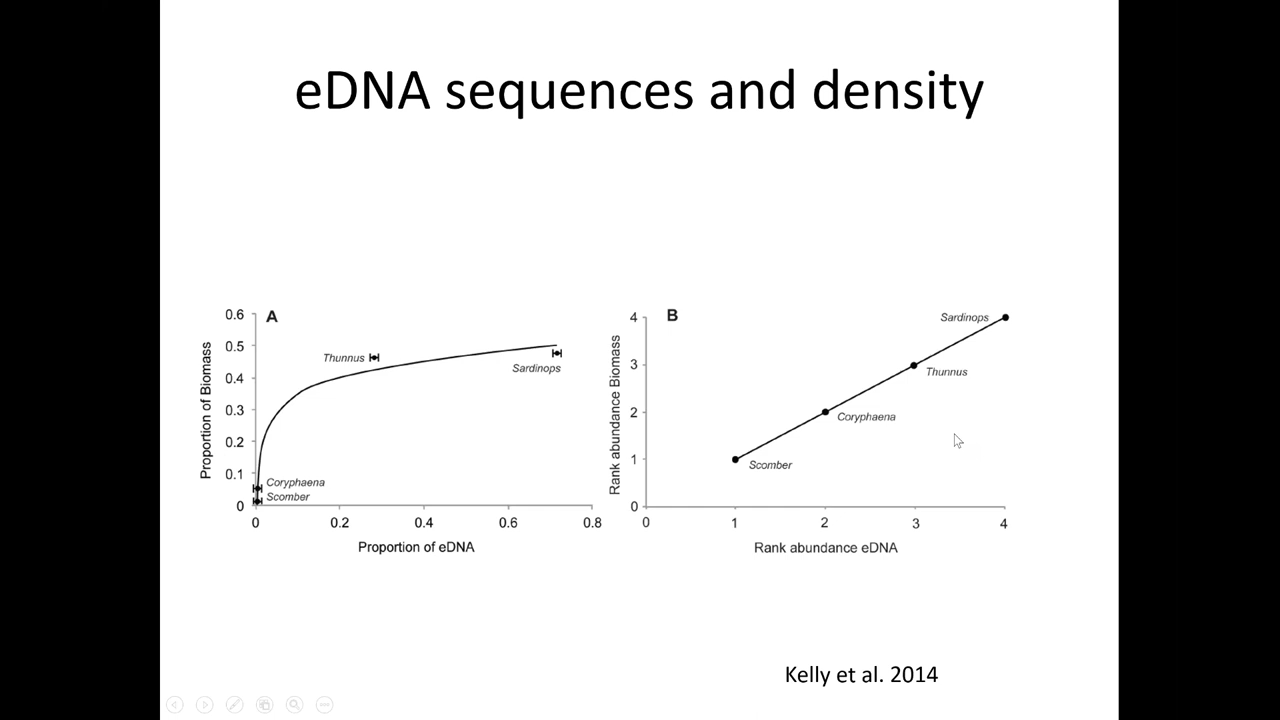 eDNA sequences and density
A
0.6
0.5
0.4
0.3
0.2
0.1
0
Proportion of Biomass
Thunnus
Sardinops
Coryphaena
Scomber
0 0.2 0.4 0.6 0.8
Proportion of eDNA
B
4
3
2
1
0
Rank abundance Biomass
Sardinops
Thunnus
Coryphaena
Scomber
0 1 2 3 4
Rank abundance eDNA
Kelly et al. 2014